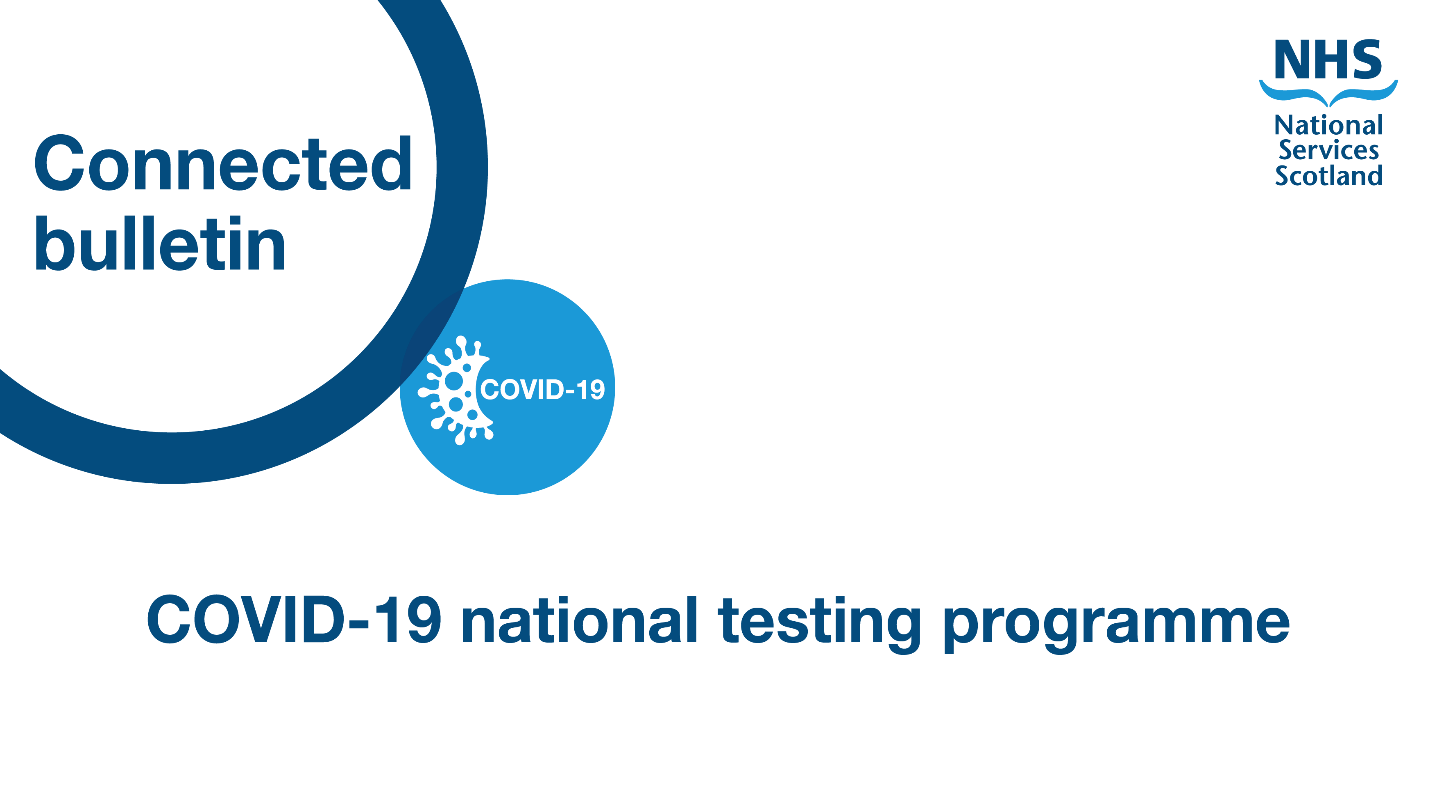 Connected
bulletin
NHS
National
Services
Scotland
COVID-19
COVID-19 national testing programme